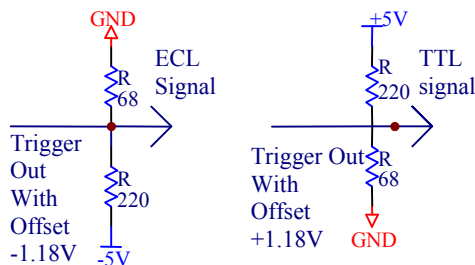 GND
R
68
ECL
Signal
Trigger
Out
With
Offset
-1.18V
R
220
-5V
+5V
R
220
TTL
signal
Trigger Out
With
Offset
+1.18V
R
68
GND